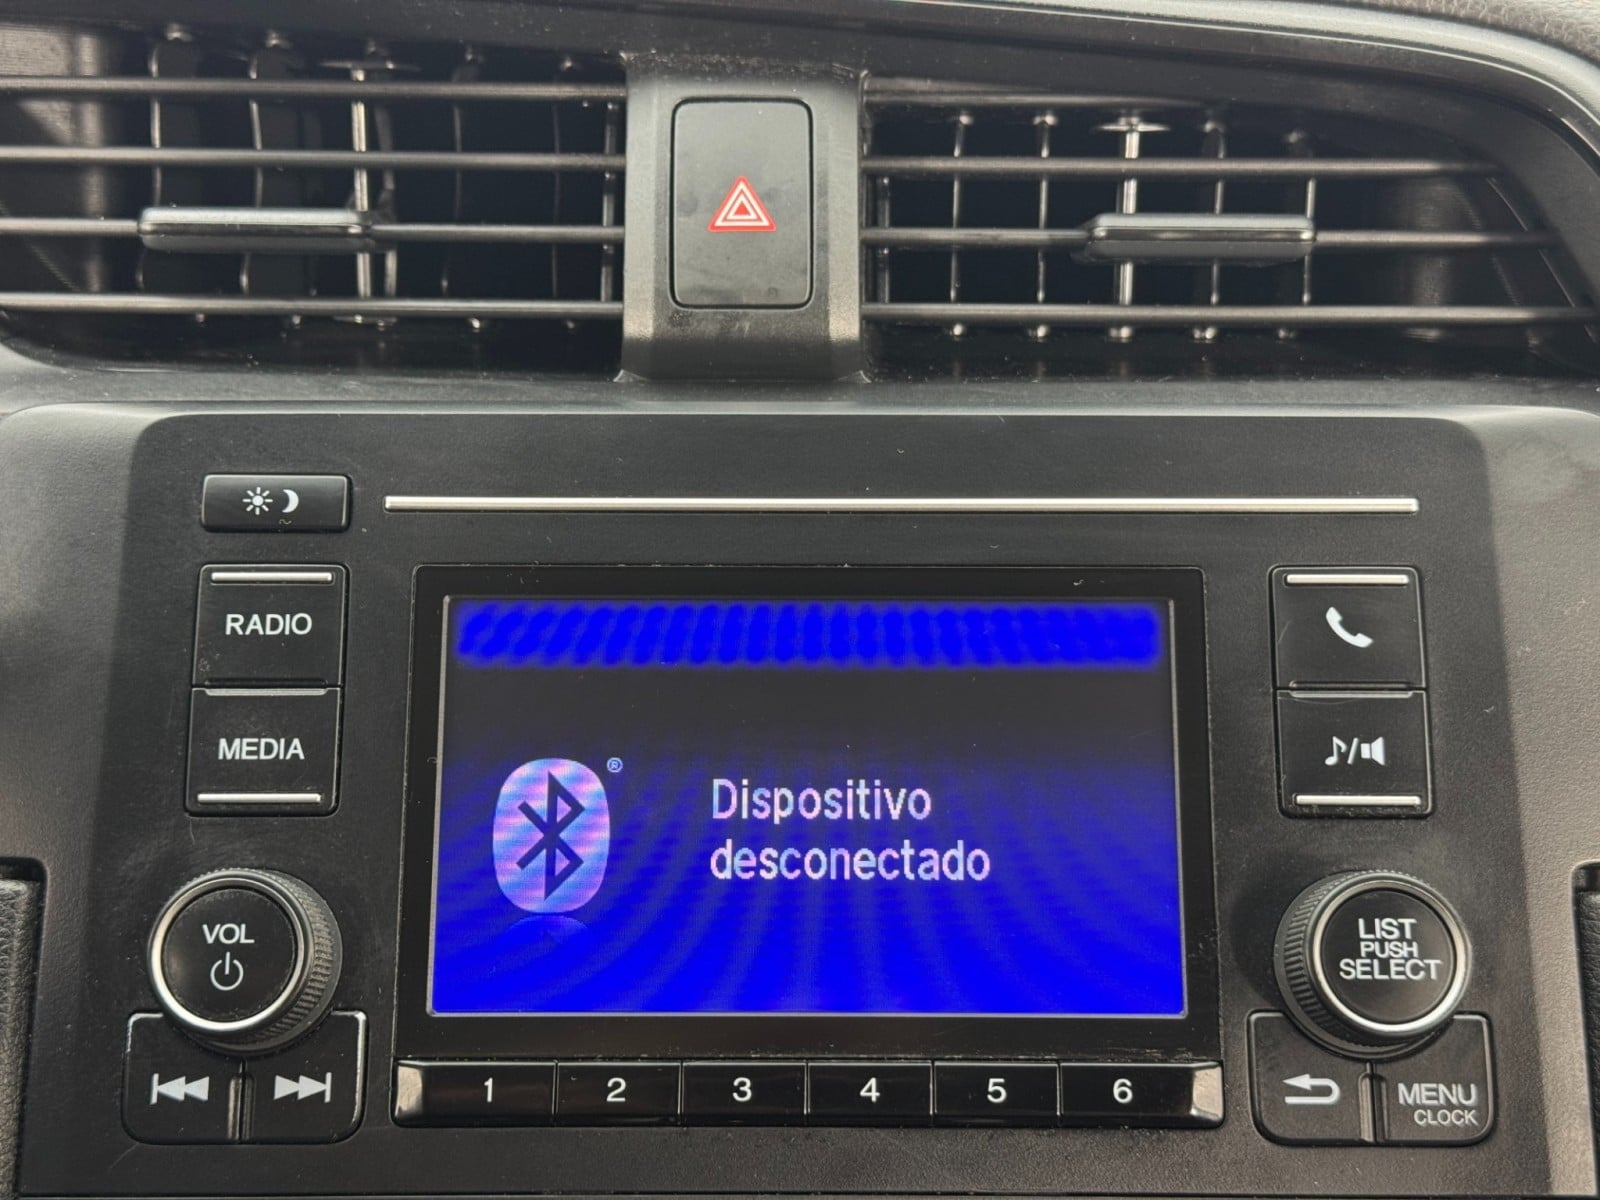 RADIO
MEDIA
VOL
®
Dispositivo
desconectado
LIST
PUSH
SELECT
1 2 3 4 5 6
MENU
CLOCK